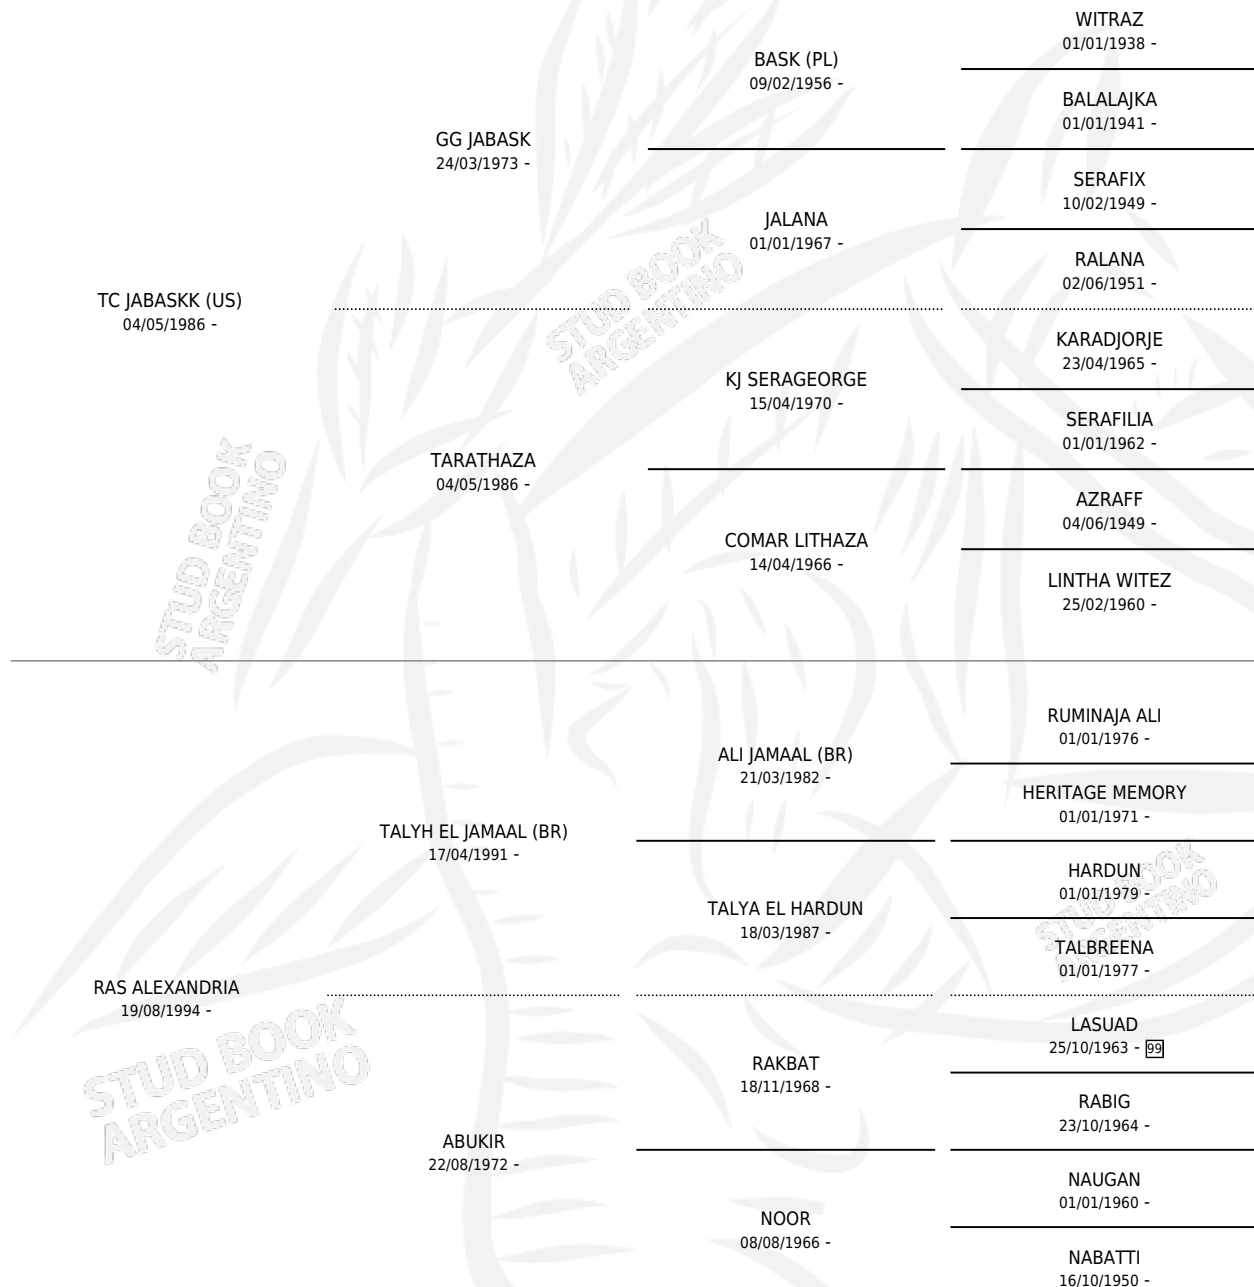 WITRAZ
01/01/1938 -
BASK (PL)
09/02/1956 -
BALALAJKA
01/01/1941 -
GG JABASK
24/03/1973 -
SERAFIX
10/02/1949 -
JALANA
01/01/1967 -
RALANA
02/06/1951 -
TC JABASKK (US)
04/05/1986 -
KARADJORJE
23/04/1965 -
KJ SERAGEORGE
15/04/1970 -
SERAFILIA
01/01/1962 -
TARATHAZA
04/05/1986 -
AZRAFF
04/06/1949 -
COMAR LITHAZA
14/04/1966 -
LINTHA WITEZ
25/02/1960 -
RUMINAJA ALI
01/01/1976 -
ALI JAMAAL (BR)
21/03/1982 -
HERITAGE MEMORY
01/01/1971 -
TALYH EL JAMAAL (BR)
17/04/1991 -
HARDUN
01/01/1979 -
TALYA EL HARDUN
18/03/1987 -
TALBREENA
01/01/1977 -
RAS ALEXANDRIA
19/08/1994 -
LASUAD
25/10/1963 - 99
RAKBAT
18/11/1968 -
RABIG
23/10/1964 -
ABUKIR
22/08/1972 -
NAUGAN
01/01/1960 -
NOOR
08/08/1966 -
NABATTI
16/10/1950 -
STUD BOOK
ARGENTINO
STUD BOOK
ARGENTINO
STUD BOOK
ARGENTINO
STUD BOOK
ARGENTINO